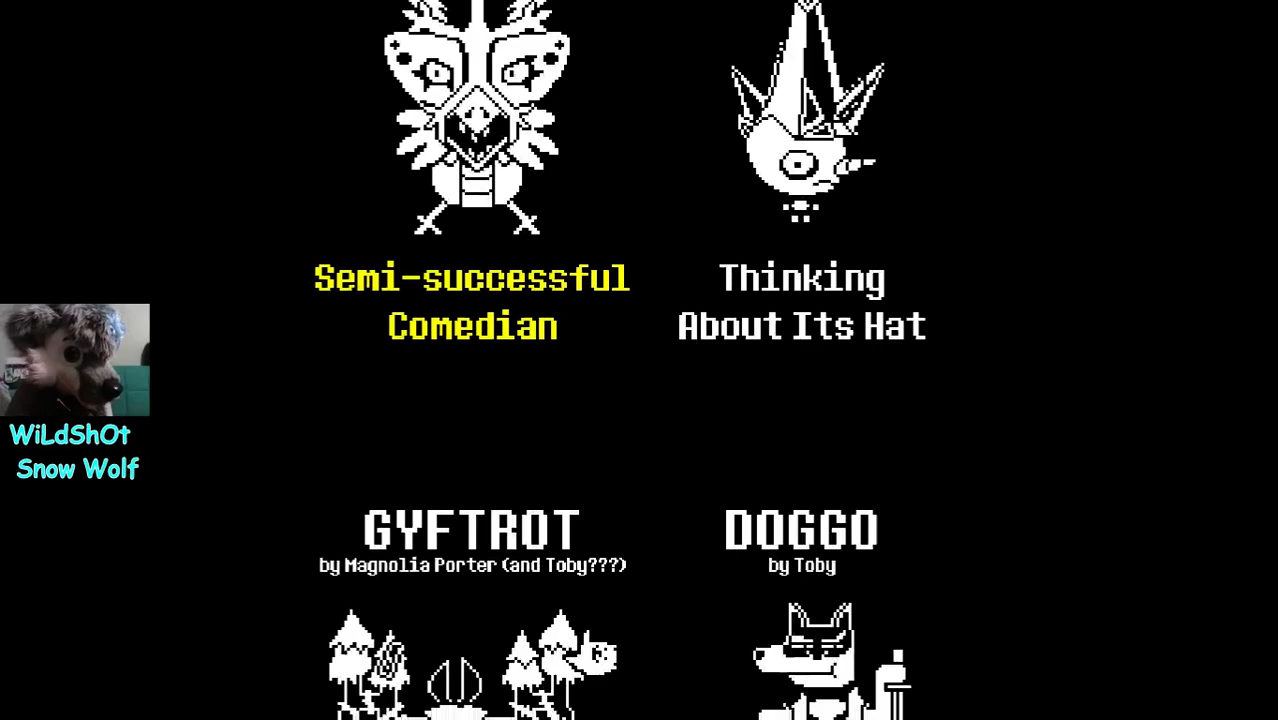 Semi-successful
Comedian
Thinking
About Its Hat
WiLdShOt
Snow Wolf
GYFTROT
by Magnolia Porter (and Toby???)
DOGGO
by Toby